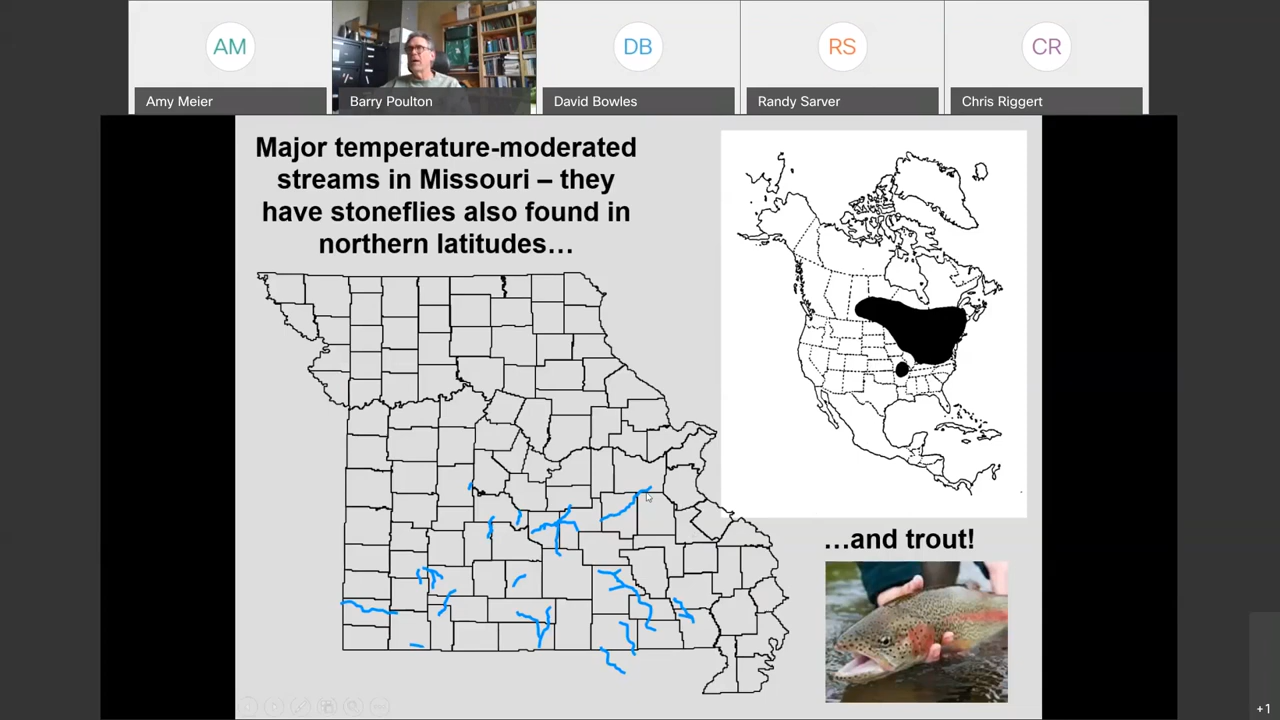 AM
Amy Meier
Barry Poulton
DB
David Bowles
RS
Randy Sarver
CR
Chris Riggert
Major temperature-moderated
streams in Missouri – they
have stoneflies also found in
northern latitudes…
…and trout!
+1